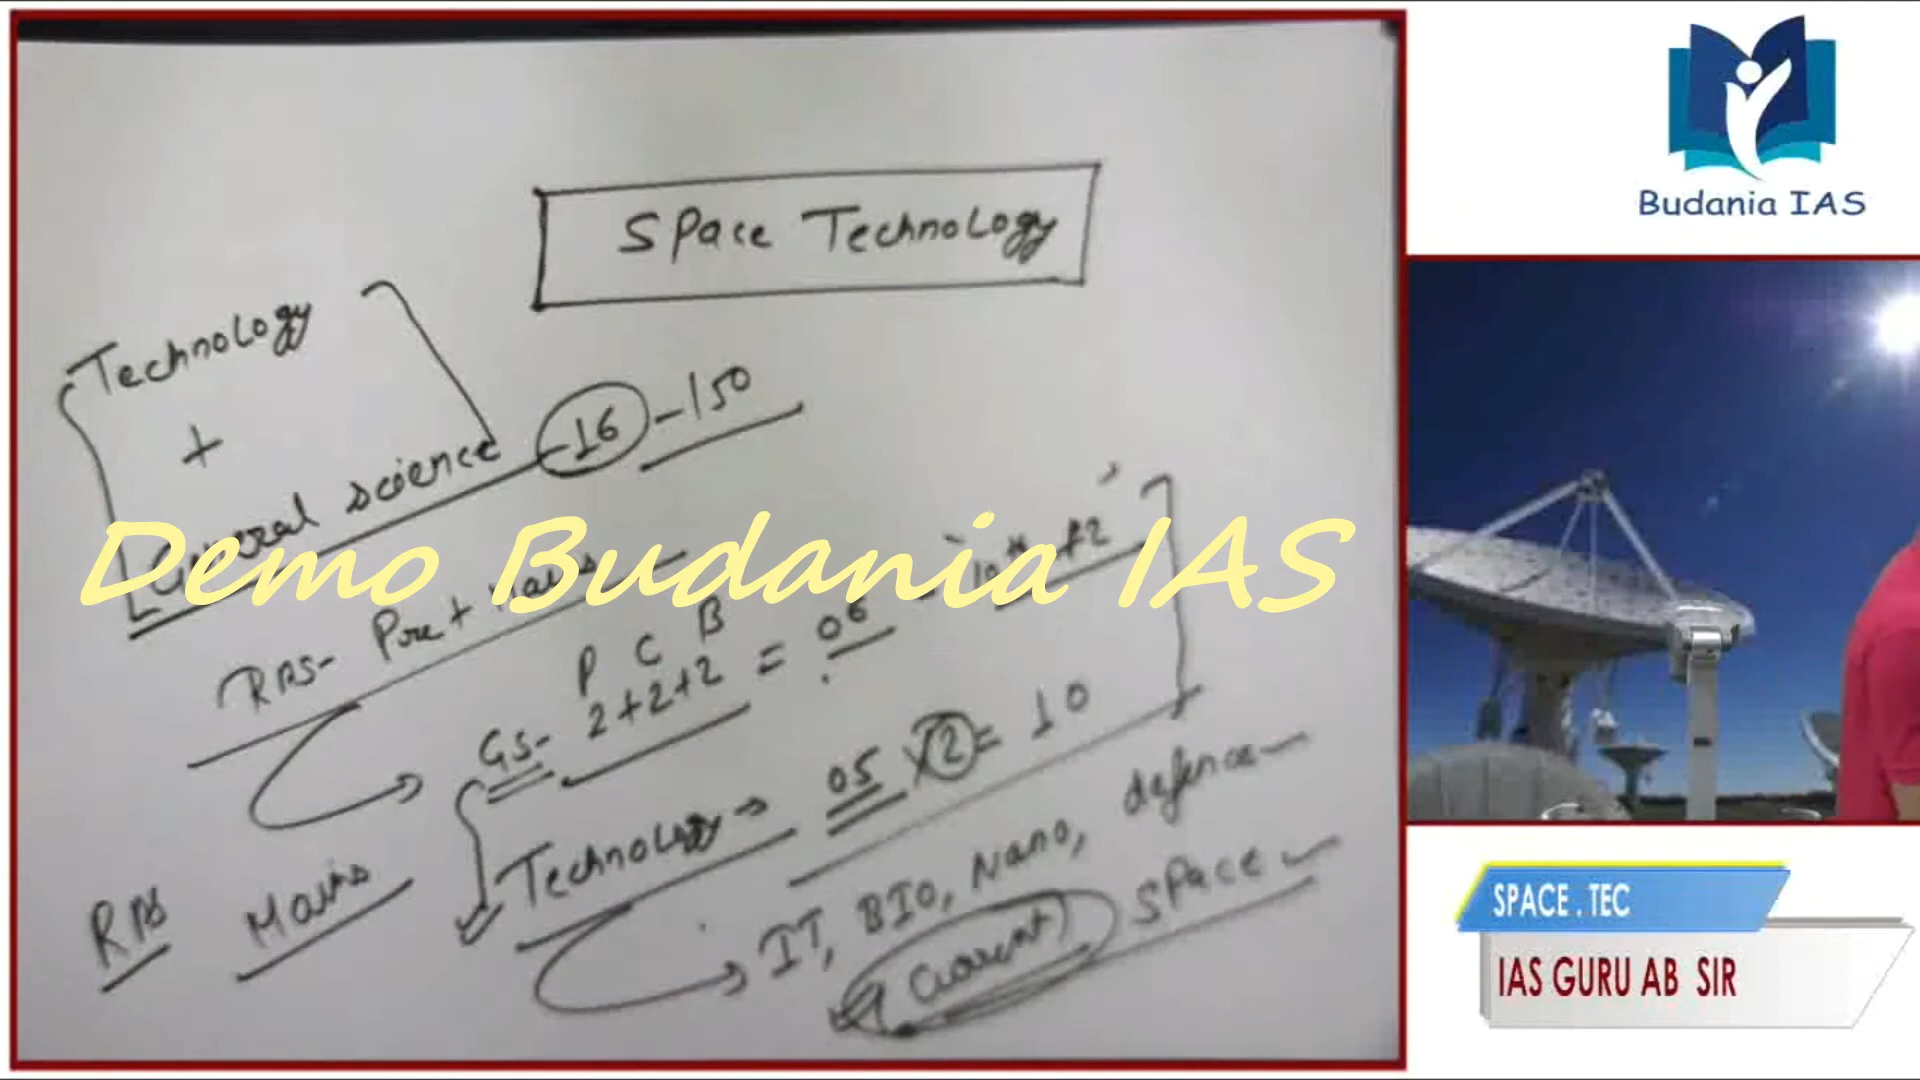 Space Technology
Technology
+
General science -16 -150
RAS- Pre + Mains
P C B
GS- 2+2+2 = 06
Technology → 05 x 2 = 10
RAS Mains
IT, BIO, Nano, defence
Current Space
Demo Budania IAS
Budania IAS
SPACE . TEC
IAS GURU AB SIR